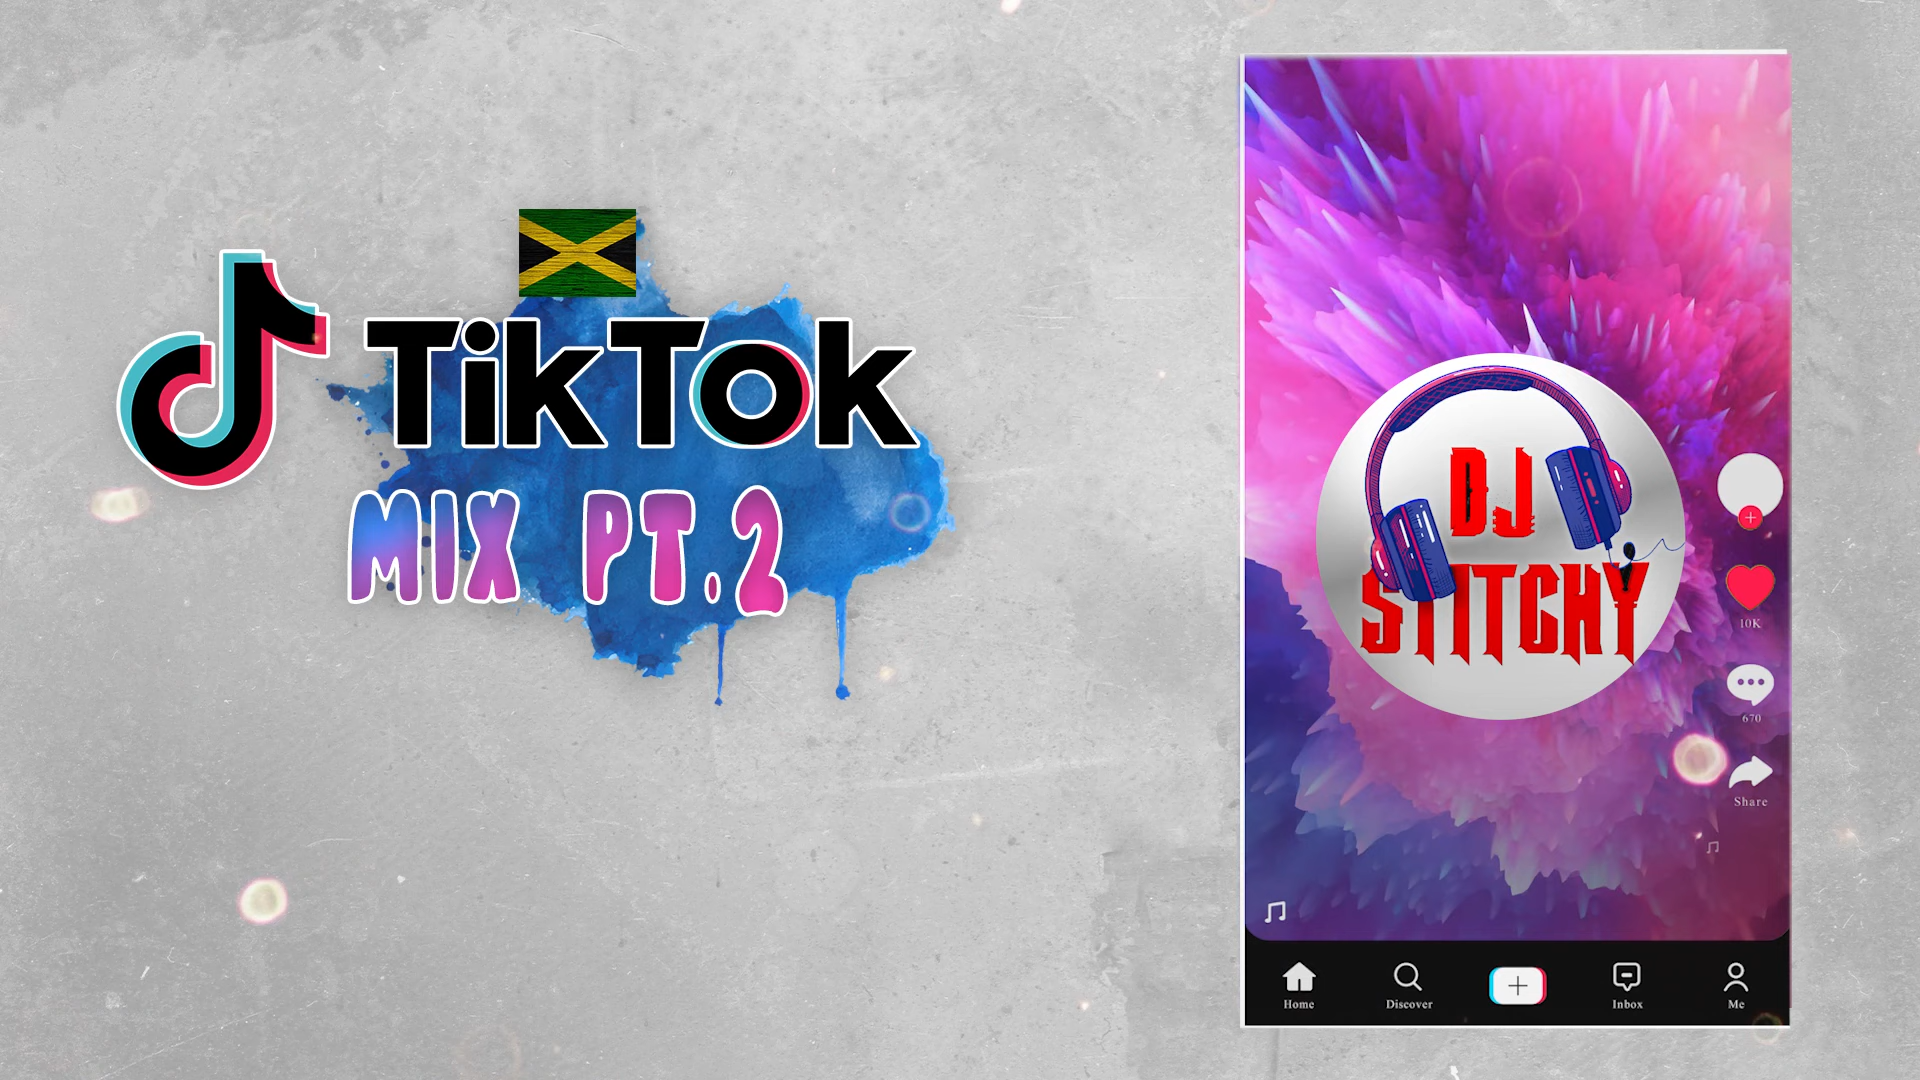 TikTok
MIX PT.2
DJ
STITCHY
10K
670
Share
Home
Discover
Inbox
Me